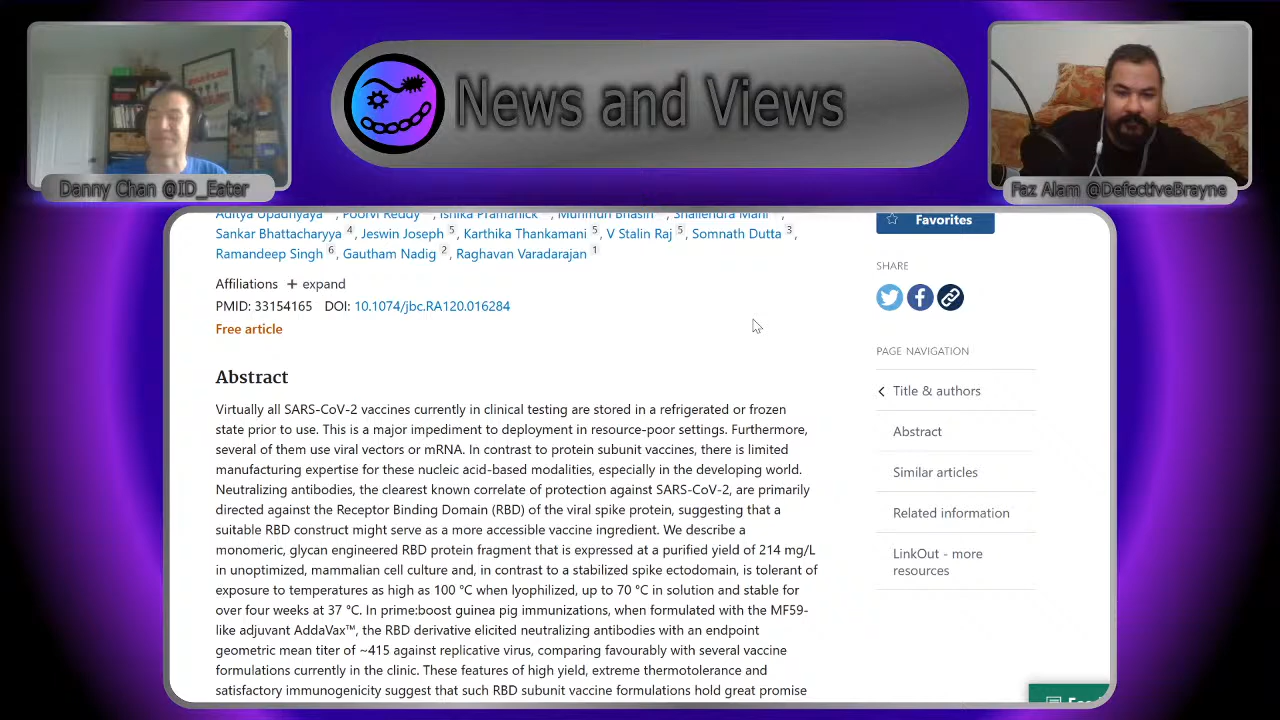 News and Views
Danny Chan @ID_Eater
Faz Alam @DefectiveBrayne
Aditya Upadhyaya , Poorvi Reddy , Ishika Pramanick , Munmun Bhasin , Shailendra Mani ,
Sankar Bhattacharyya 4 , Jeswin Joseph 5 , Karthika Thankamani 5 , V Stalin Raj 5 , Somnath Dutta 3 ,
Ramandeep Singh 6 , Gautham Nadig 2 , Raghavan Varadarajan 1
Affiliations + expand
PMID: 33154165 DOI: 10.1074/jbc.RA120.016284
Free article
Abstract
Virtually all SARS-CoV-2 vaccines currently in clinical testing are stored in a refrigerated or frozen
state prior to use. This is a major impediment to deployment in resource-poor settings. Furthermore,
several of them use viral vectors or mRNA. In contrast to protein subunit vaccines, there is limited
manufacturing expertise for these nucleic acid-based modalities, especially in the developing world.
Neutralizing antibodies, the clearest known correlate of protection against SARS-CoV-2, are primarily
directed against the Receptor Binding Domain (RBD) of the viral spike protein, suggesting that a
suitable RBD construct might serve as a more accessible vaccine ingredient. We describe a
monomeric, glycan engineered RBD protein fragment that is expressed at a purified yield of 214 mg/L
in unoptimized, mammalian cell culture and, in contrast to a stabilized spike ectodomain, is tolerant of
exposure to temperatures as high as 100 °C when lyophilized, up to 70 °C in solution and stable for
over four weeks at 37 °C. In prime:boost guinea pig immunizations, when formulated with the MF59-
like adjuvant AddaVax™, the RBD derivative elicited neutralizing antibodies with an endpoint
geometric mean titer of ~415 against replicative virus, comparing favourably with several vaccine
formulations currently in the clinic. These features of high yield, extreme thermotolerance and
satisfactory immunogenicity suggest that such RBD subunit vaccine formulations hold great promise
Favorites
SHARE
PAGE NAVIGATION
Title & authors
Abstract
Similar articles
Related information
LinkOut - more
resources